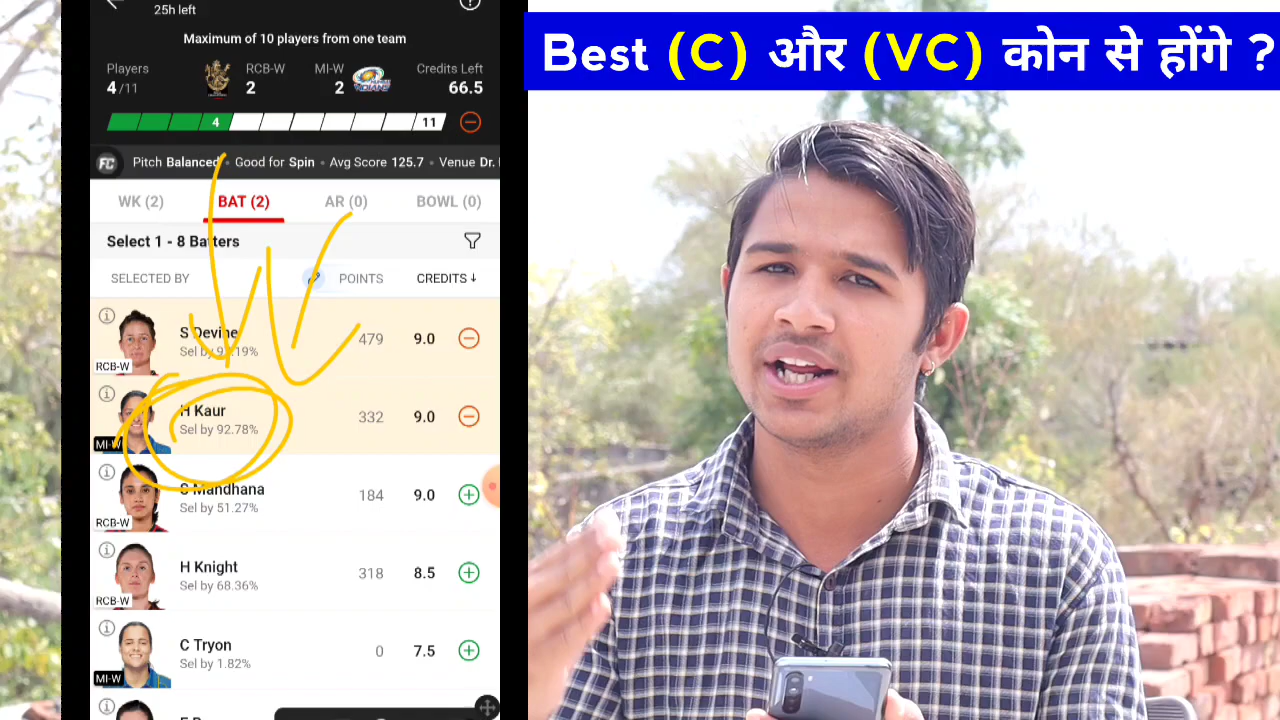 Best (C) और (VC) कोन से होंगे ?
25h left
Maximum of 10 players from one team
Players RCB-W MI-W Credits Left
4/11 2 2 66.5
4 11
FC Pitch Balanced • Good for Spin • Avg Score 125.7 • Venue Dr.
WK (2) BAT (2) AR (0) BOWL (0)
Select 1 - 8 Batters
SELECTED BY POINTS CREDITS ↓
S Devine 479 9.0
RCB-W
H Kaur 332 9.0
Sel by 92.78%
MI-W
S Mandhana 184 9.0
Sel by 51.27%
RCB-W
H Knight 318 8.5
Sel by 68.36%
RCB-W
C Tryon 0 7.5
Sel by 1.82%
MI-W